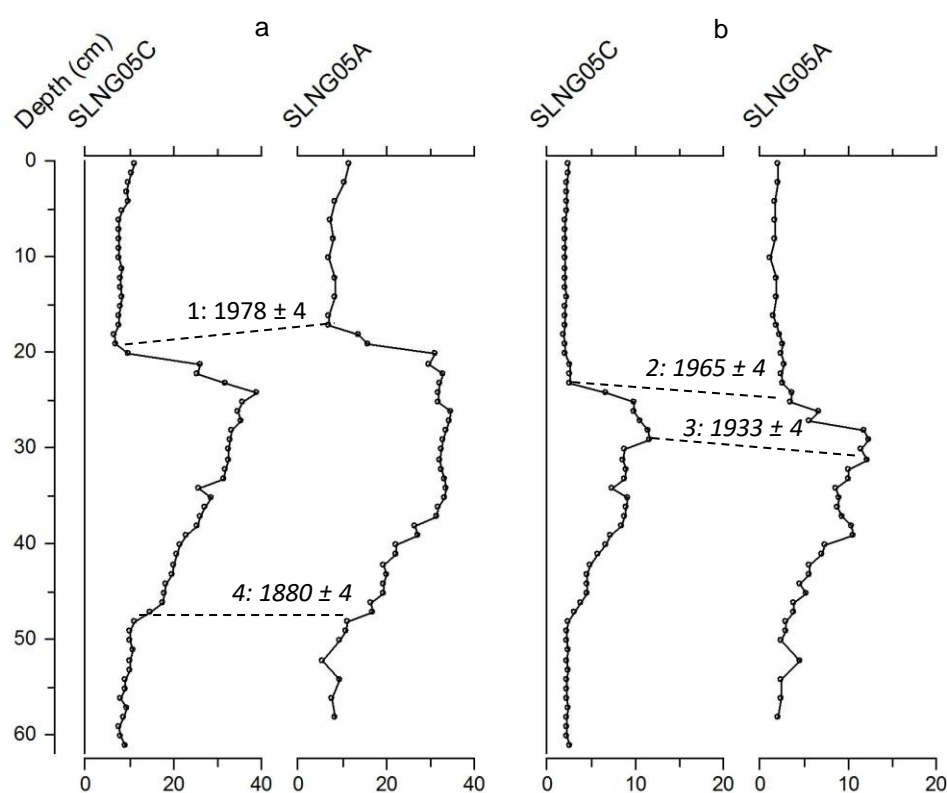 a
b
Depth (cm)
SLNG05C
SLNG05A
SLNG05C
SLNG05A
0
10
20
30
40
50
60
1: 1978 ± 4
2: 1965 ± 4
3: 1933 ± 4
4: 1880 ± 4
0 20 40 0 20 40 0 10 20 0 10 20